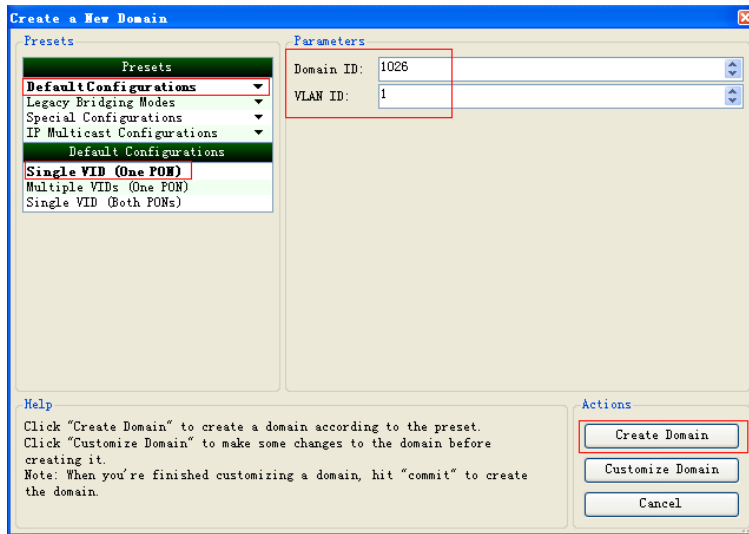 Create a New Domain
Presets
Parameters
Presets
Default Configurations
Legacy Bridging Modes
Special Configurations
IP Multicast Configurations
Default Configurations
Single VID (One PON)
Multiple VIDs (One PON)
Single VID (Both PONs)
Domain ID: 1026
VLAN ID: 1
Help
Click "Create Domain" to create a domain according to the preset.
Click "Customize Domain" to make some changes to the domain before
creating it.
Note: When you're finished customizing a domain, hit "commit" to create
the domain.
Actions
Create Domain
Customize Domain
Cancel